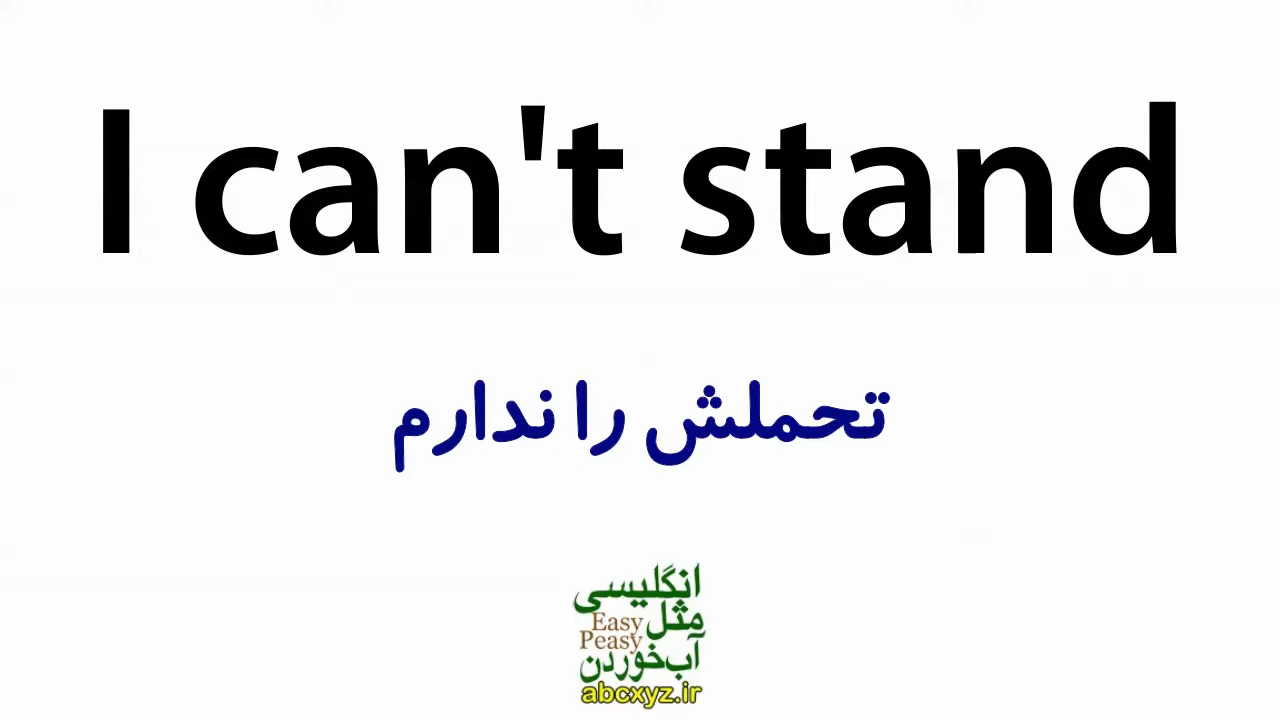 I can't stand
تحملش را ندارم
انگلیسی
مثل
Easy
Peasy
آب‌خوردن
abcxyz.ir